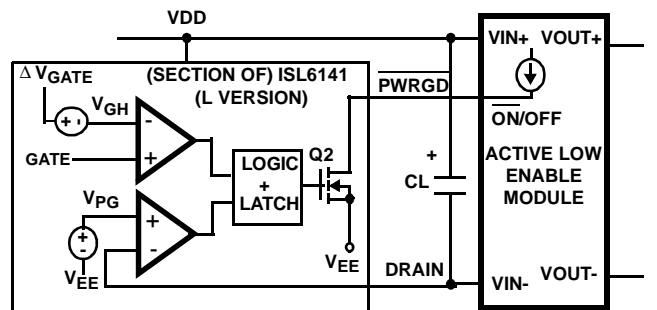 VDD
(SECTION OF) ISL6141
(L VERSION)
Δ VGATE
+ -
VGH
-
GATE
+
LOGIC
+
LATCH
Q2
VPG
+
-
+
-
VEE
VEE
PWRGD
+
CL
DRAIN
VIN+
VOUT+
ON/OFF
ACTIVE LOW
ENABLE
MODULE
VIN-
VOUT-